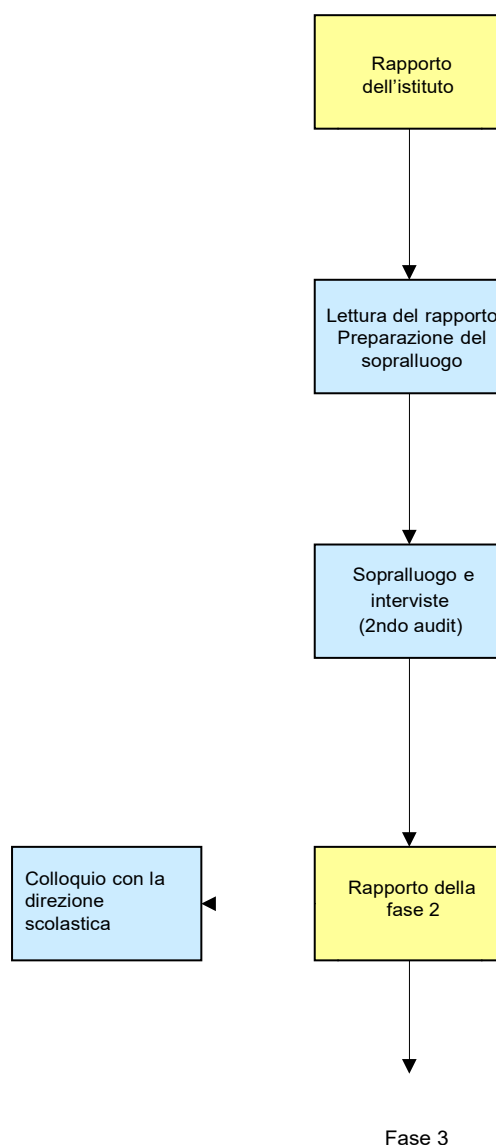 Rapporto
dell’istituto
Lettura del rapporto
Preparazione del
sopralluogo
Sopralluogo e
interviste
(2ndo audit)
Colloquio con la
direzione
scolastica
Rapporto della
fase 2
Fase 3